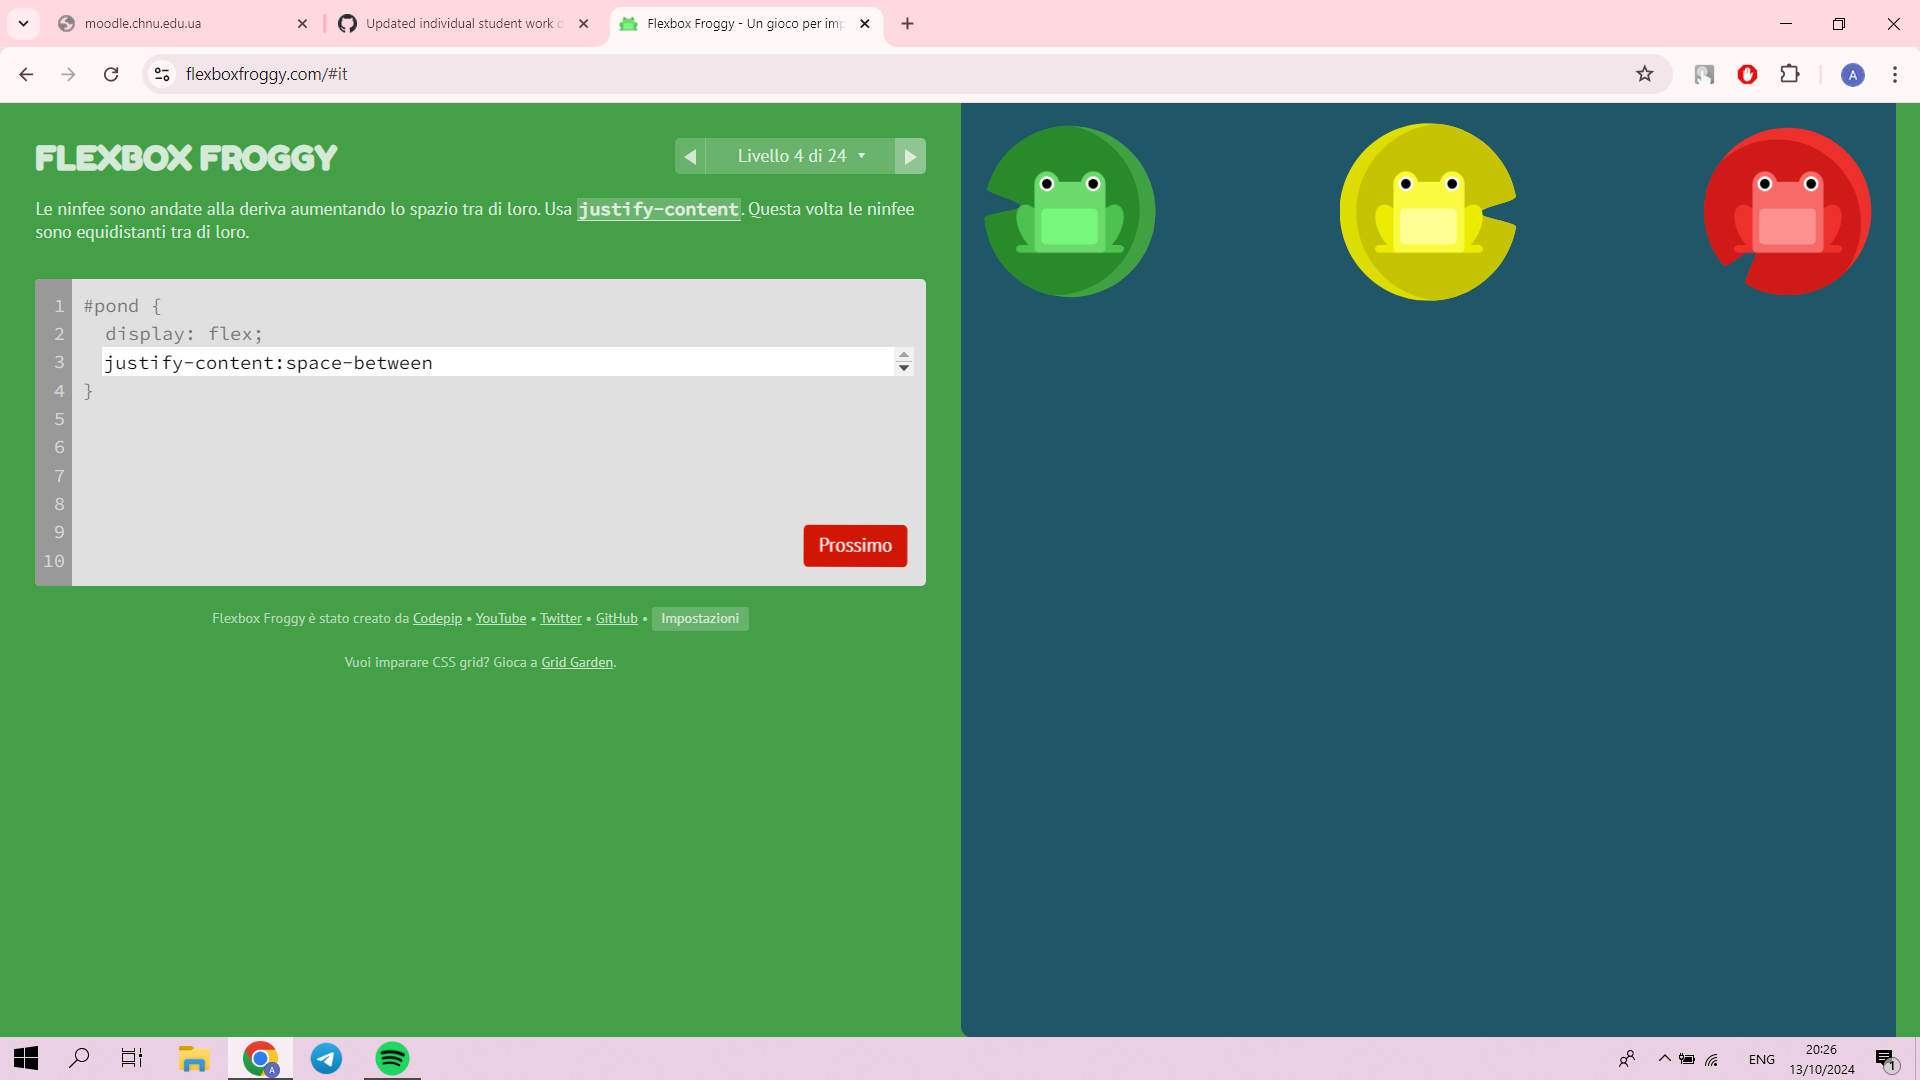 moodle.chnu.edu.ua
Updated individual student work
Flexbox Froggy - Un gioco per
flexboxfroggy.com/#it
A
FLEXBOX FROGGY
Livello 4 di 24
Le ninfee sono andate alla deriva aumentando lo spazio tra di loro. Usa justify-content. Questa volta le ninfee
sono equidistanti tra di loro.
1 #pond {
2 display: flex;
3 justify-content:space-between
4 }
5
6
7
8
9
10
Prossimo
Flexbox Froggy è stato creato da Codepip • YouTube • Twitter • GitHub • Impostazioni
Vuoi imparare CSS grid? Gioca a Grid Garden.
A
ENG
20:26
13/10/2024
1